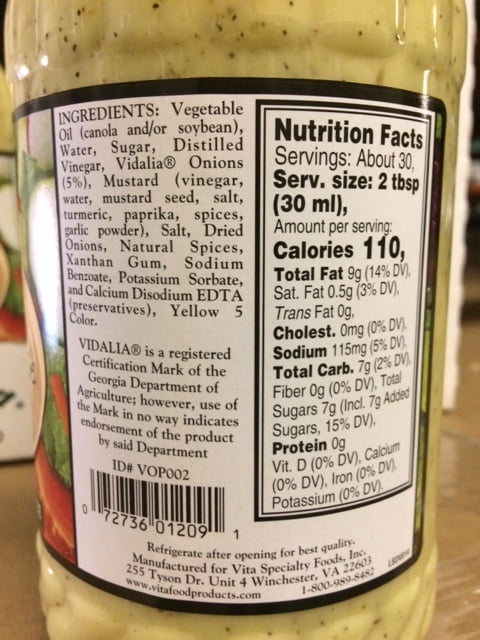 INGREDIENTS: Vegetable
Oil (canola and/or soybean),
Water, Sugar, Distilled
Vinegar, Vidalia® Onions
(5%), Mustard (vinegar,
water, mustard seed, salt,
turmeric, paprika, spices,
garlic powder), Salt, Dried
Onions, Natural Spices,
Xanthan Gum, Sodium
Benzoate, Potassium Sorbate,
and Calcium Disodium EDTA
(preservatives), Yellow 5
Color.
VIDALIA® is a registered
Certification Mark of the
Georgia Department of
Agriculture; however, use of
the Mark in no way indicates
endorsement of the product
by said Department
ID# VOP002
0 72736 01209 1
Nutrition Facts
Servings: About 30,
Serv. size: 2 tbsp
(30 ml),
Amount per serving:
Calories 110,
Total Fat 9g (14% DV),
Sat. Fat 0.5g (3% DV),
Trans Fat 0g,
Cholest. 0mg (0% DV),
Sodium 115mg (5% DV),
Total Carb. 7g (2% DV),
Fiber 0g (0% DV), Total
Sugars 7g (Incl. 7g Added
Sugars, 15% DV),
Protein 0g
Vit. D (0% DV), Calcium
(0% DV), Iron (0% DV),
Potassium (0% DV).
Refrigerate after opening for best quality.
Manufactured for Vita Specialty Foods, Inc.
255 Tyson Dr. Unit 4 Winchester, VA 22603
www.vitafoodproducts.com 1-800-989-8482